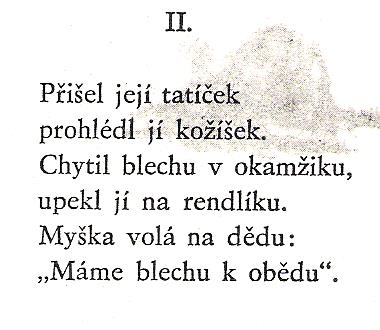 II.
Přišel její tatíček
prohlédl jí kožíšek.
Chytil blechu v okamžiku,
upekl jí na rendlíku.
Myška volá na dědu:
„Máme blechu k obědu“.